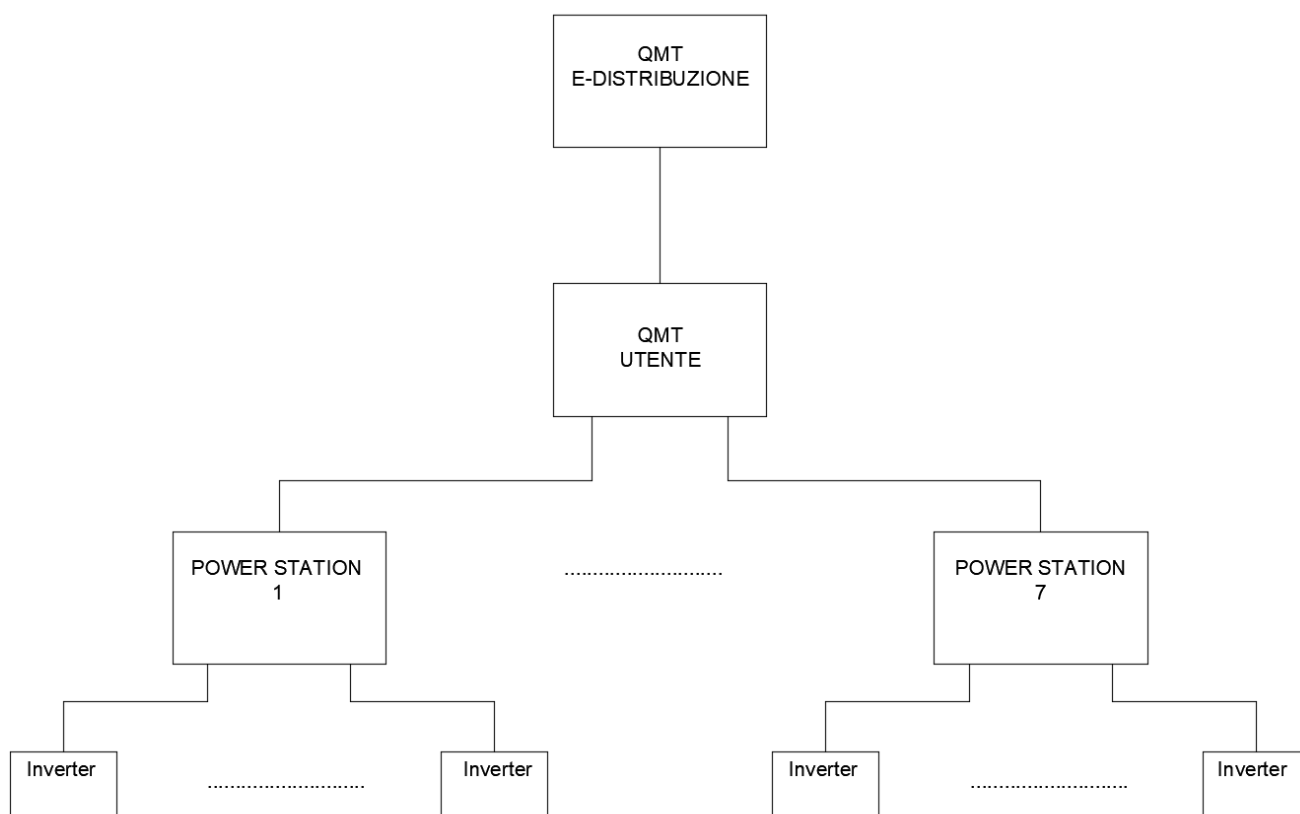 QMT
E-DISTRIBUZIONE
QMT
UTENTE
POWER STATION
1
............................
POWER STATION
7
Inverter
............................
Inverter
Inverter
............................
Inverter